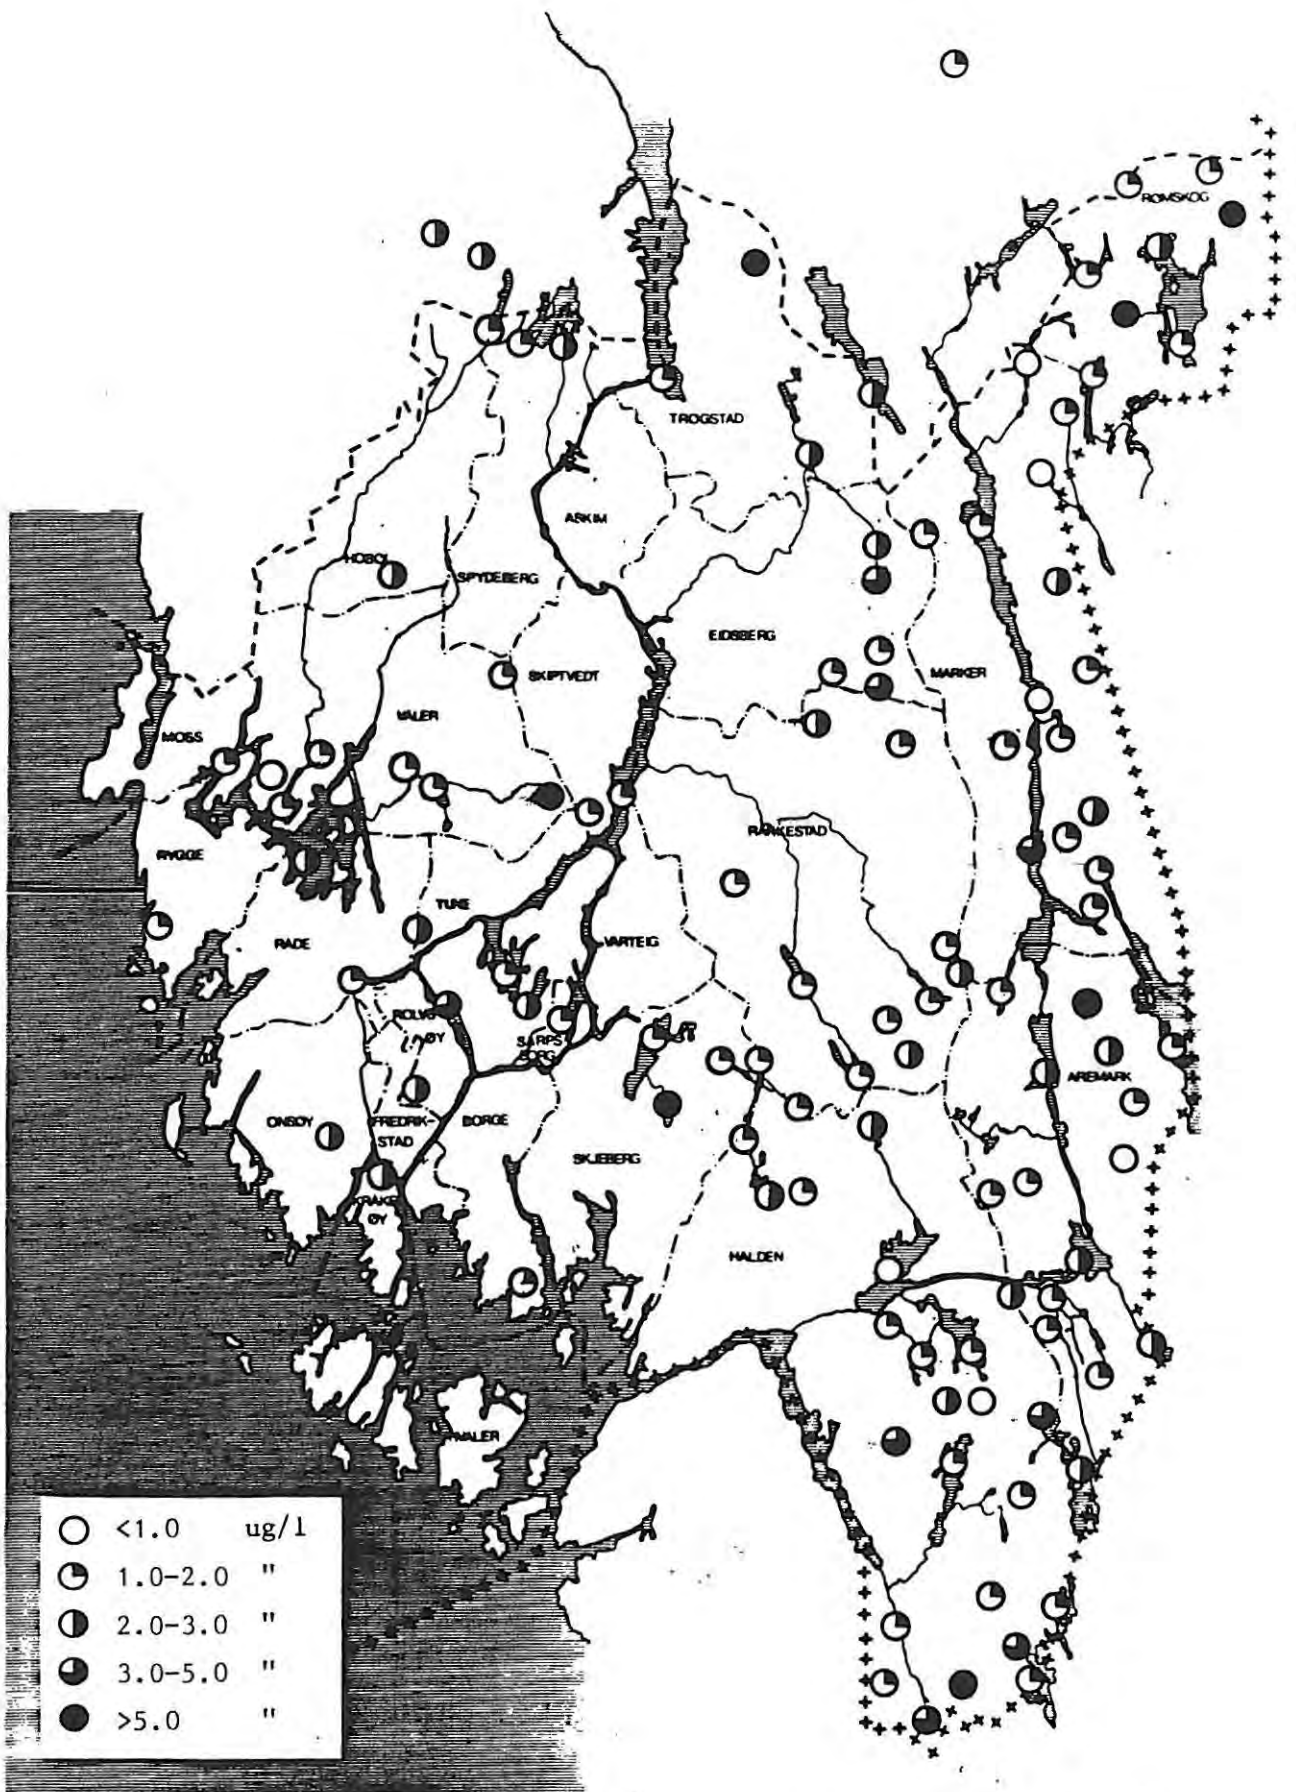 ROMSKOG
TROGSTAD
ASKIM
HOBOL
SPYDEBERG
EIDSBERG
SKIPTVEDT
MARKER
VALER
MOSS
RAKKESTAD
RYGGE
TUNE
RADE
VARTEIG
ROLVS
ØY
SARPS
BORG
AREMARK
ONSØY
FREDRIK-
STAD
BORGE
SKJEBERG
KRAKE
ØY
HALDEN
HVALER
<1.0 ug/l
1.0-2.0 "
2.0-3.0 "
3.0-5.0 "
>5.0 "